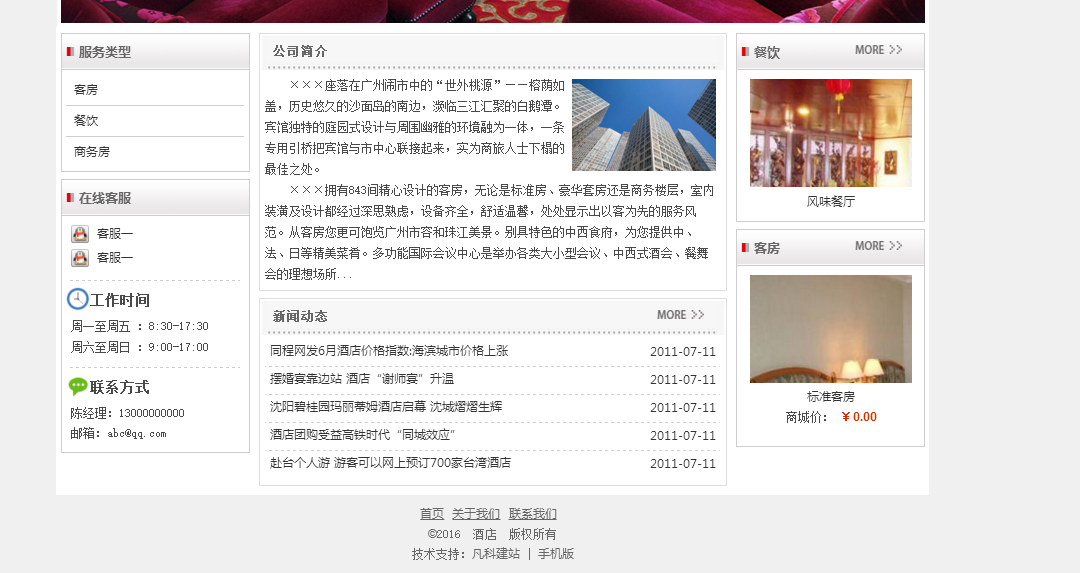 服务类型
客房
餐饮
商务房
在线客服
客服一
客服一
工作时间
周一至周五 ：8:30-17:30
周六至周日 ：9:00-17:00
联系方式
陈经理：13000000000
邮箱：abc@qq.com
公司简介
×××座落在广州闹市中的“世外桃源”——榕荫如
盖，历史悠久的沙面岛的南边，濒临三江汇聚的白鹅潭。
宾馆独特的庭园式设计与周围幽雅的环境融为一体，一条
专用引桥把宾馆与市中心联接起来，实为商旅人士下榻的
最佳之处。
×××拥有843间精心设计的客房，无论是标准房、豪华套房还是商务楼层，室内
装潢及设计都经过深思熟虑，设备齐全，舒适温馨，处处显示出以客为先的服务风
范。从客房您更可饱览广州市容和珠江美景。别具特色的中西食府，为您提供中、
法、日等精美菜肴。多功能国际会议中心是举办各类大小型会议、中西式酒会、餐舞
会的理想场所...
新闻动态 MORE >>
同程网发6月酒店价格指数:海滨城市价格上涨 2011-07-11
摆婚宴靠边站 酒店“谢师宴”升温 2011-07-11
沈阳碧桂园玛丽蒂姆酒店启幕 沈城熠熠生辉 2011-07-11
酒店团购受益高铁时代“同城效应” 2011-07-11
赴台个人游 游客可以网上预订700家台湾酒店 2011-07-11
餐饮 MORE >>
风味餐厅
客房 MORE >>
标准客房
商城价： ￥0.00
首页 关于我们 联系我们
©2016 酒店 版权所有
技术支持：凡科建站 | 手机版